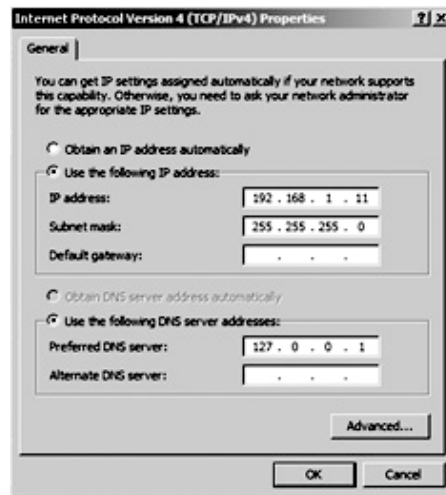 Internet Protocol Version 4 (TCP/IPv4) Properties
General
You can get IP settings assigned automatically if your network supports
this capability. Otherwise, you need to ask your network administrator
for the appropriate IP settings.
Obtain an IP address automatically
Use the following IP address:
IP address: 192 . 168 . 1 . 11
Subnet mask: 255 . 255 . 255 . 0
Default gateway: . . .
Obtain DNS server address automatically
Use the following DNS server addresses:
Preferred DNS server: 127 . 0 . 0 . 1
Alternate DNS server: . . .
Advanced...
OK Cancel